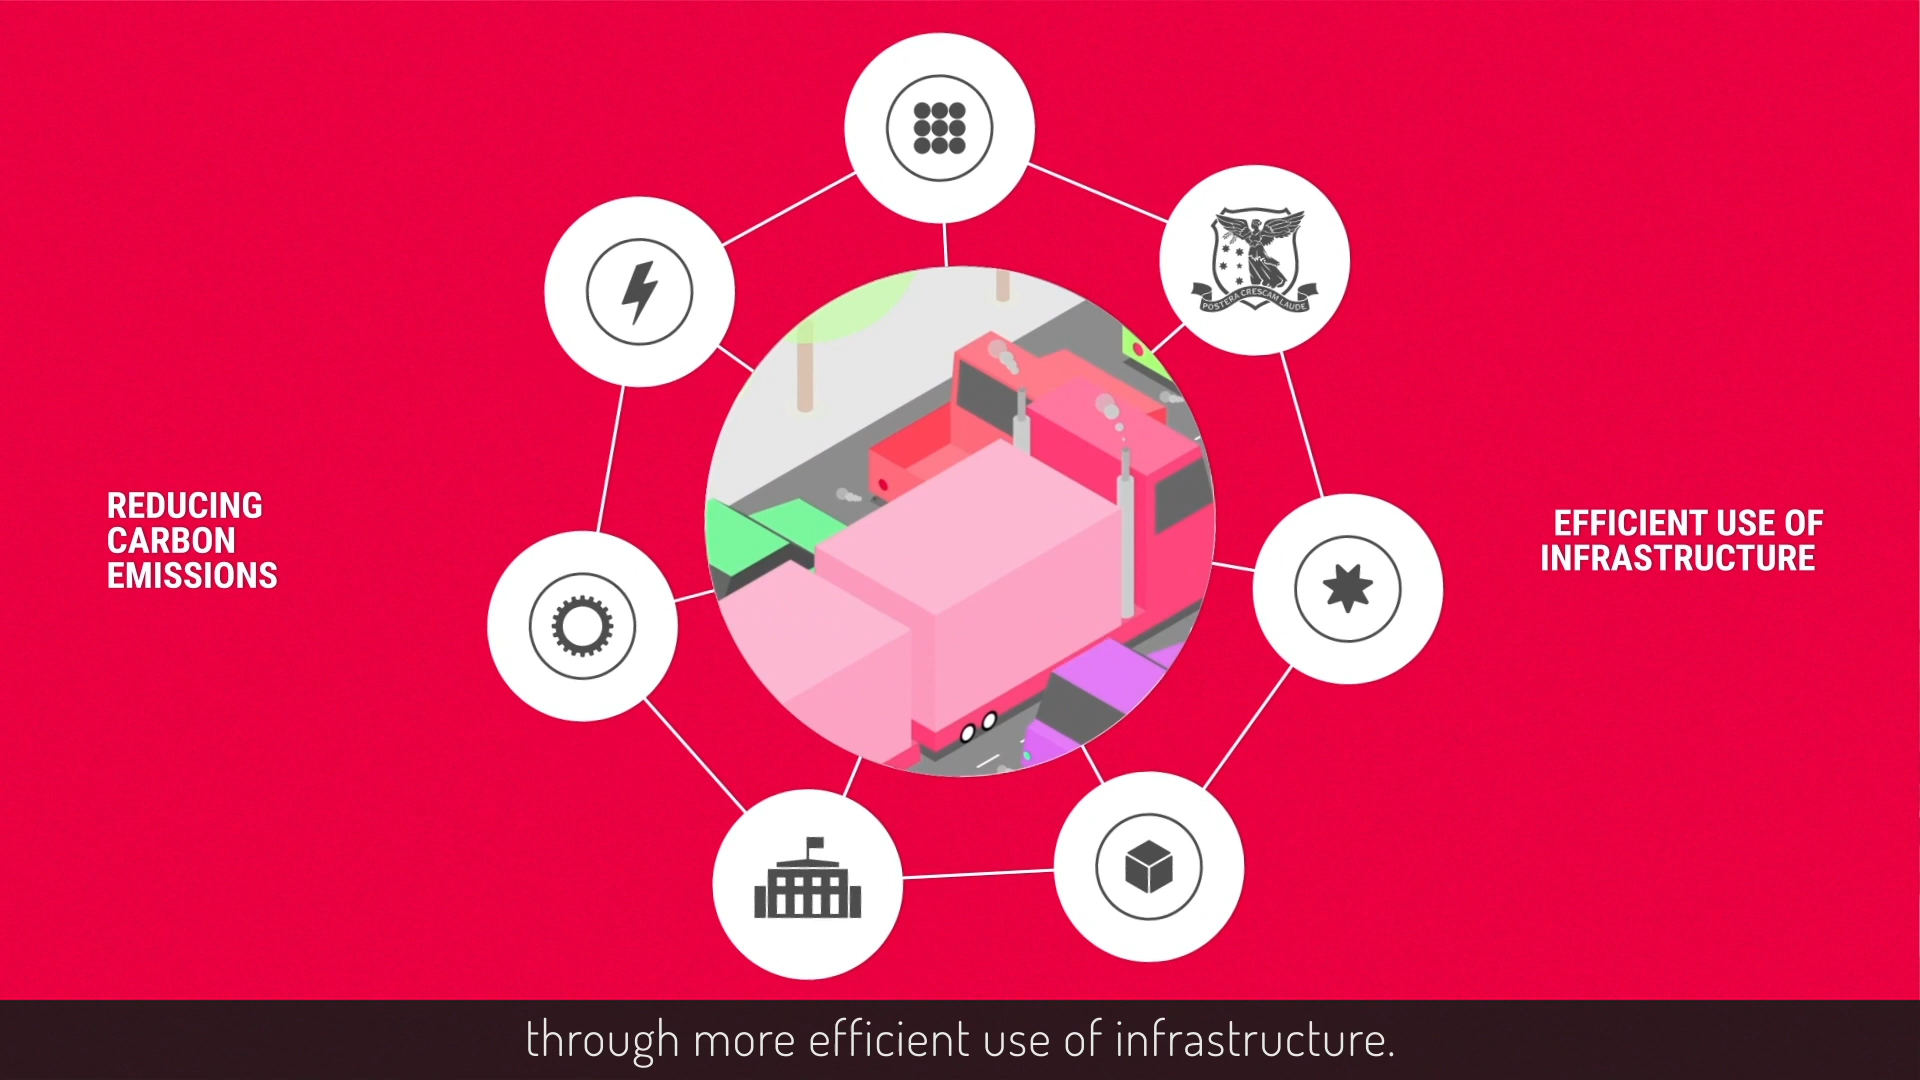 POSTERA CRESCAM LAUDE
REDUCING
CARBON
EMISSIONS
EFFICIENT USE OF
INFRASTRUCTURE
through more efficient use of infrastructure.